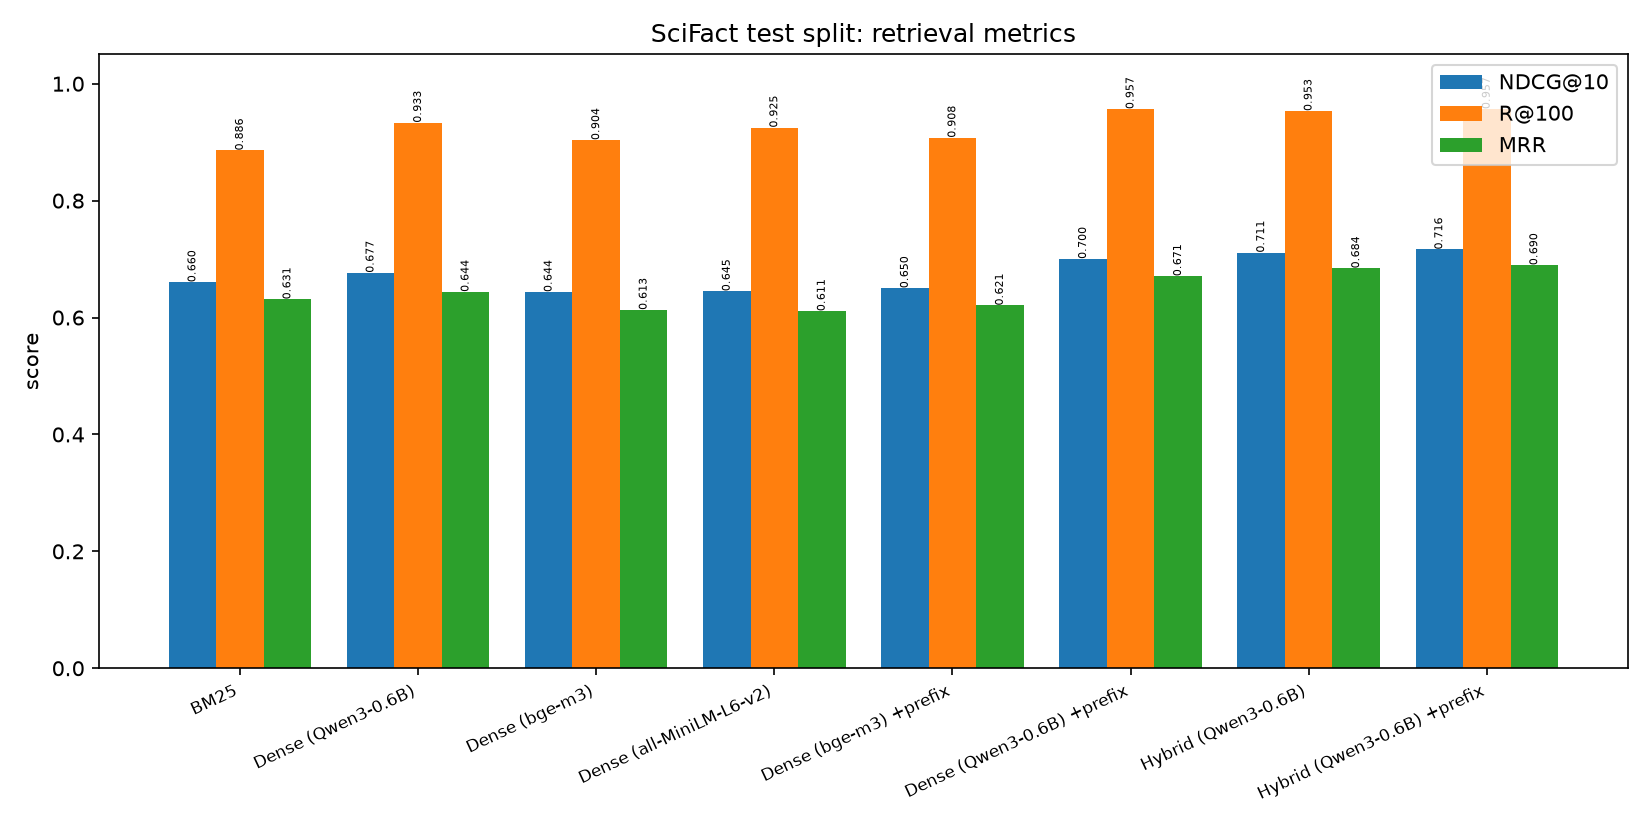 SciFact test split: retrieval metrics
NDCG@10
R@100
MRR
score
1.0
0.8
0.6
0.4
0.2
0.0
0.660
0.886
0.631
0.677
0.933
0.644
0.644
0.904
0.613
0.645
0.925
0.611
0.650
0.908
0.621
0.700
0.957
0.671
0.711
0.953
0.684
0.716
0.957
0.690
BM25
Dense (Qwen3-0.6B)
Dense (bge-m3)
Dense (all-MiniLM-L6-v2)
Dense (bge-m3) +prefix
Dense (Qwen3-0.6B) +prefix
Hybrid (Qwen3-0.6B)
Hybrid (Qwen3-0.6B) +prefix